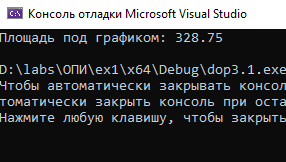 Консоль отладки Microsoft Visual Studio
Площадь под графиком: 328.75
D:\labs\ОПИ\ex1\x64\Debug\dop3.1.exe
Чтобы автоматически закрывать консол
томатически закрыть консоль при оста
Нажмите любую клавишу, чтобы закрыть